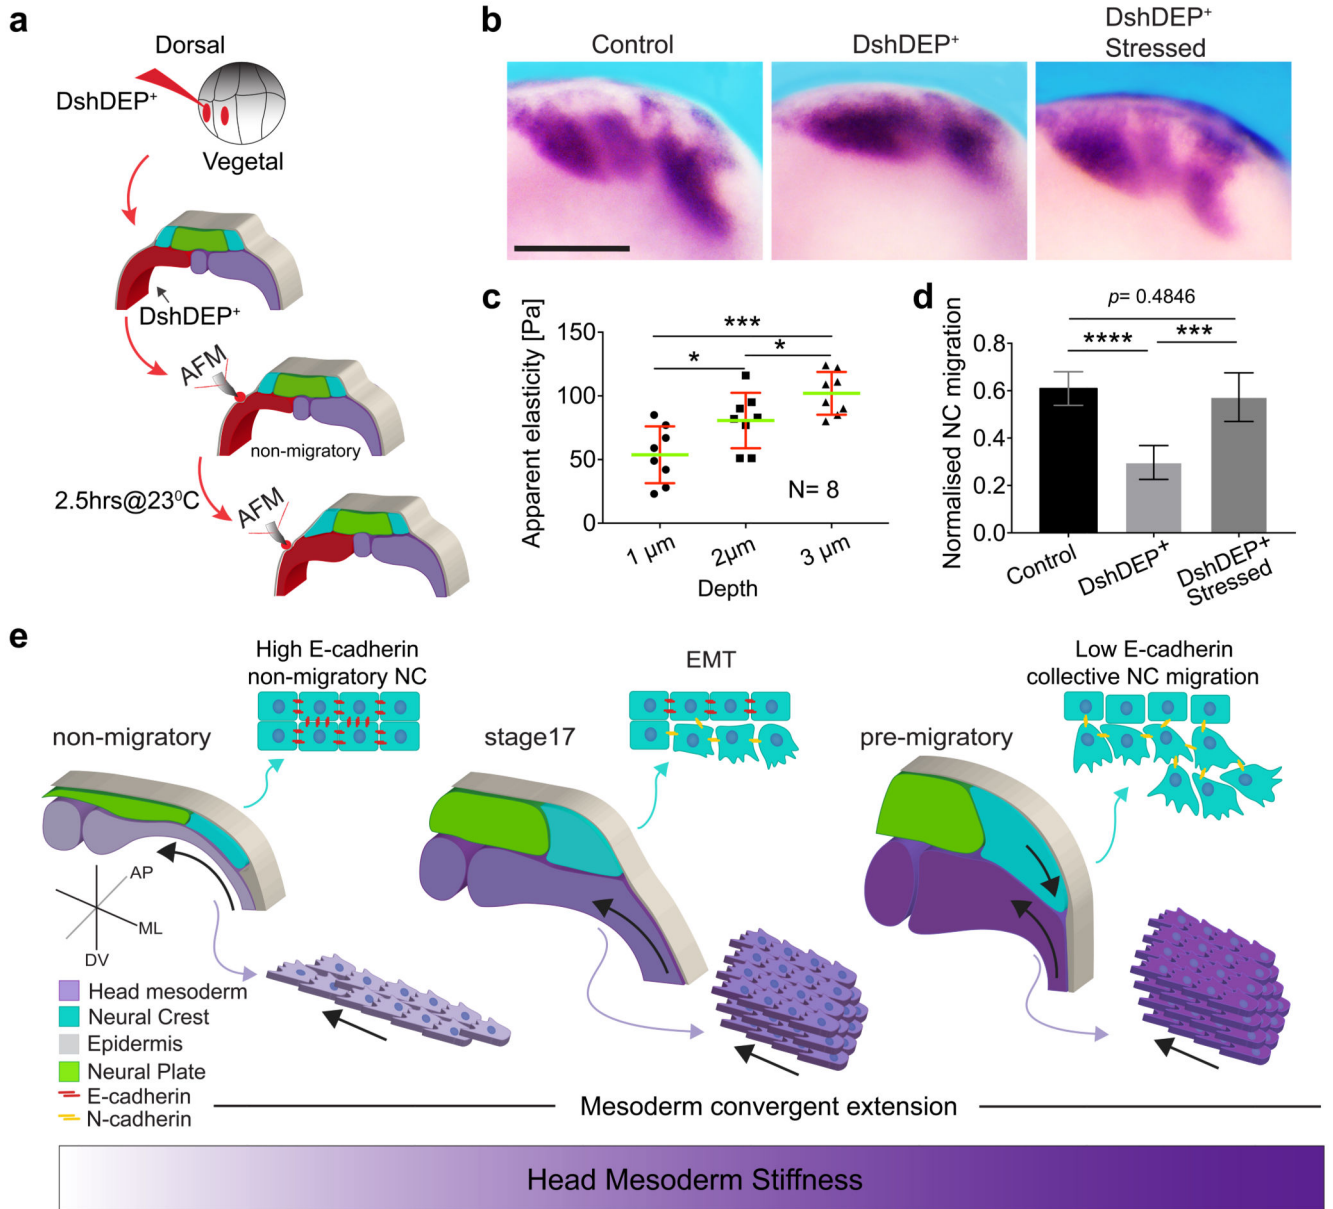 a
Dorsal
DshDEP+
Vegetal
DshDEP+
AFM
non-migratory
2.5hrs@23⁰C
AFM
b
Control
DshDEP+
DshDEP+
Stressed
c
Apparent elasticity [Pa]
150
100
50
0
***
*
*
N= 8
1 µm
2µm
3 µm
Depth
d
Normalised NC migration
0.8
0.6
0.4
0.2
0.0
p= 0.4846
****
***
Control
DshDEP+
DshDEP+
Stressed
e
High E-cadherin
non-migratory NC
non-migratory
EMT
stage17
Low E-cadherin
collective NC migration
pre-migratory
AP
ML
DV
Head mesoderm
Neural Crest
Epidermis
Neural Plate
E-cadherin
N-cadherin
Mesoderm convergent extension
Head Mesoderm Stiffness